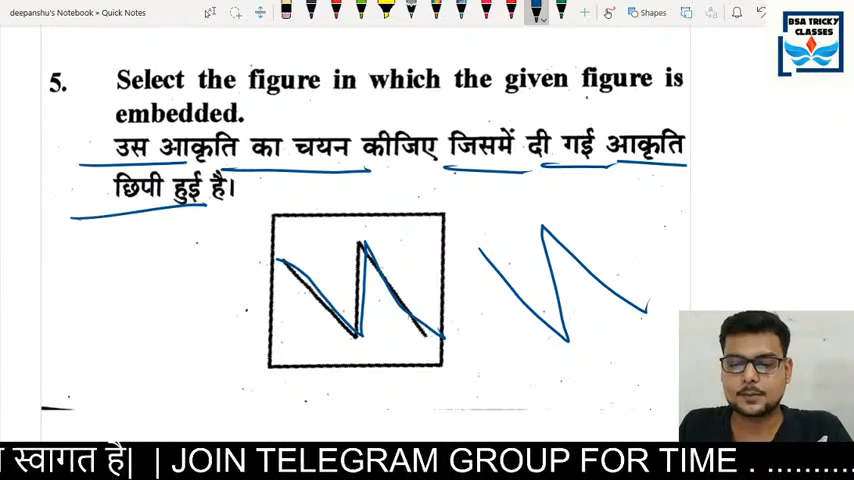 deepanshu's Notebook » Quick Notes
Shapes
BSA TRICKY
CLASSES
5. Select the figure in which the given figure is
embedded.
उस आकृति का चयन कीजिए जिसमें दी गई आकृति
छिपी हुई है।
स्वागत है| | JOIN TELEGRAM GROUP FOR TIME . ..........